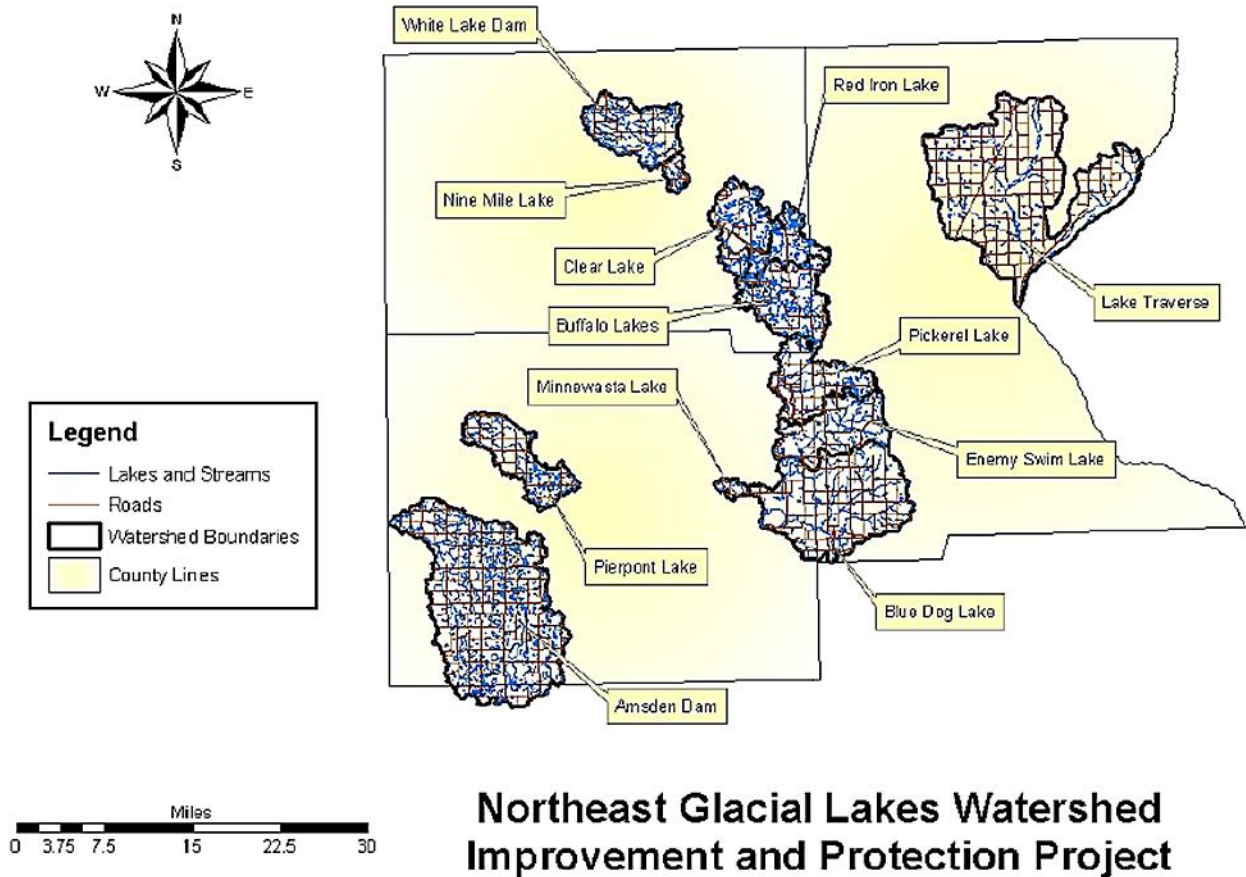 N
W
E
S
White Lake Dam
Red Iron Lake
Nine Mile Lake
Clear Lake
Buffalo Lakes
Lake Traverse
Pickerel Lake
Minnewasta Lake
Enemy Swim Lake
Pierpont Lake
Blue Dog Lake
Amsden Dam
Legend
Lakes and Streams
Roads
Watershed Boundaries
County Lines
Miles
0 3.75 7.5 15 22.5 30
Northeast Glacial Lakes Watershed
Improvement and Protection Project